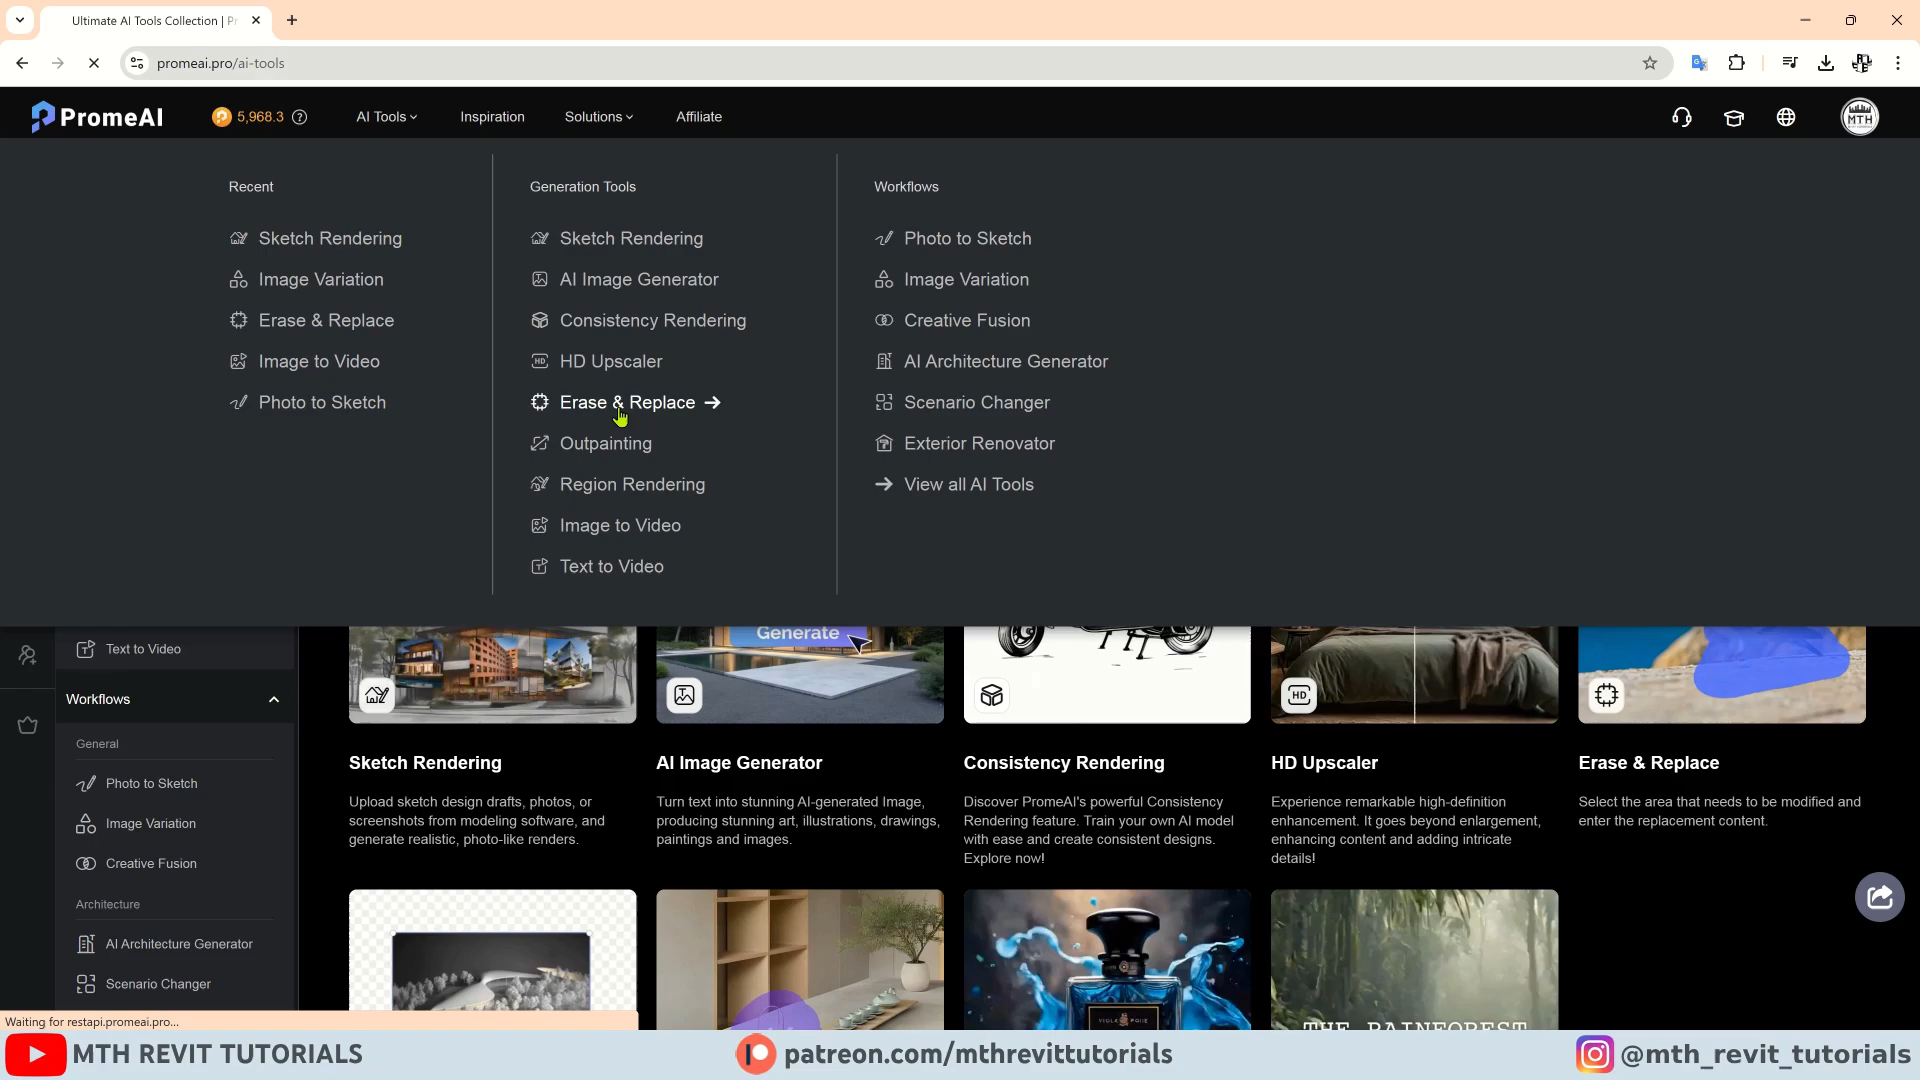 Ultimate AI Tools Collection | Pr
promeai.pro/ai-tools
PromeAI
5,968.3
AI Tools
Inspiration
Solutions
Affiliate
MTH
Recent
Sketch Rendering
Image Variation
Erase & Replace
Image to Video
Photo to Sketch
Generation Tools
Sketch Rendering
AI Image Generator
Consistency Rendering
HD Upscaler
Erase & Replace
Outpainting
Region Rendering
Image to Video
Text to Video
Workflows
Photo to Sketch
Image Variation
Creative Fusion
AI Architecture Generator
Scenario Changer
Exterior Renovator
View all AI Tools
Text to Video
Workflows
General
Photo to Sketch
Image Variation
Creative Fusion
Architecture
AI Architecture Generator
Scenario Changer
Generate
HD
Sketch Rendering
Upload sketch design drafts, photos, or
screenshots from modeling software, and
generate realistic, photo-like renders.
AI Image Generator
Turn text into stunning AI-generated Image,
producing stunning art, illustrations, drawings,
paintings and images.
Consistency Rendering
Discover PromeAI's powerful Consistency
Rendering feature. Train your own AI model
with ease and create consistent designs.
Explore now!
HD Upscaler
Experience remarkable high-definition
enhancement. It goes beyond enlargement,
enhancing content and adding intricate
details!
Erase & Replace
Select the area that needs to be modified and
enter the replacement content.
THE RAINFOREST
Waiting for restapi.promeai.pro...
MTH REVIT TUTORIALS
patreon.com/mthrevittutorials
@mth_revit_tutorials